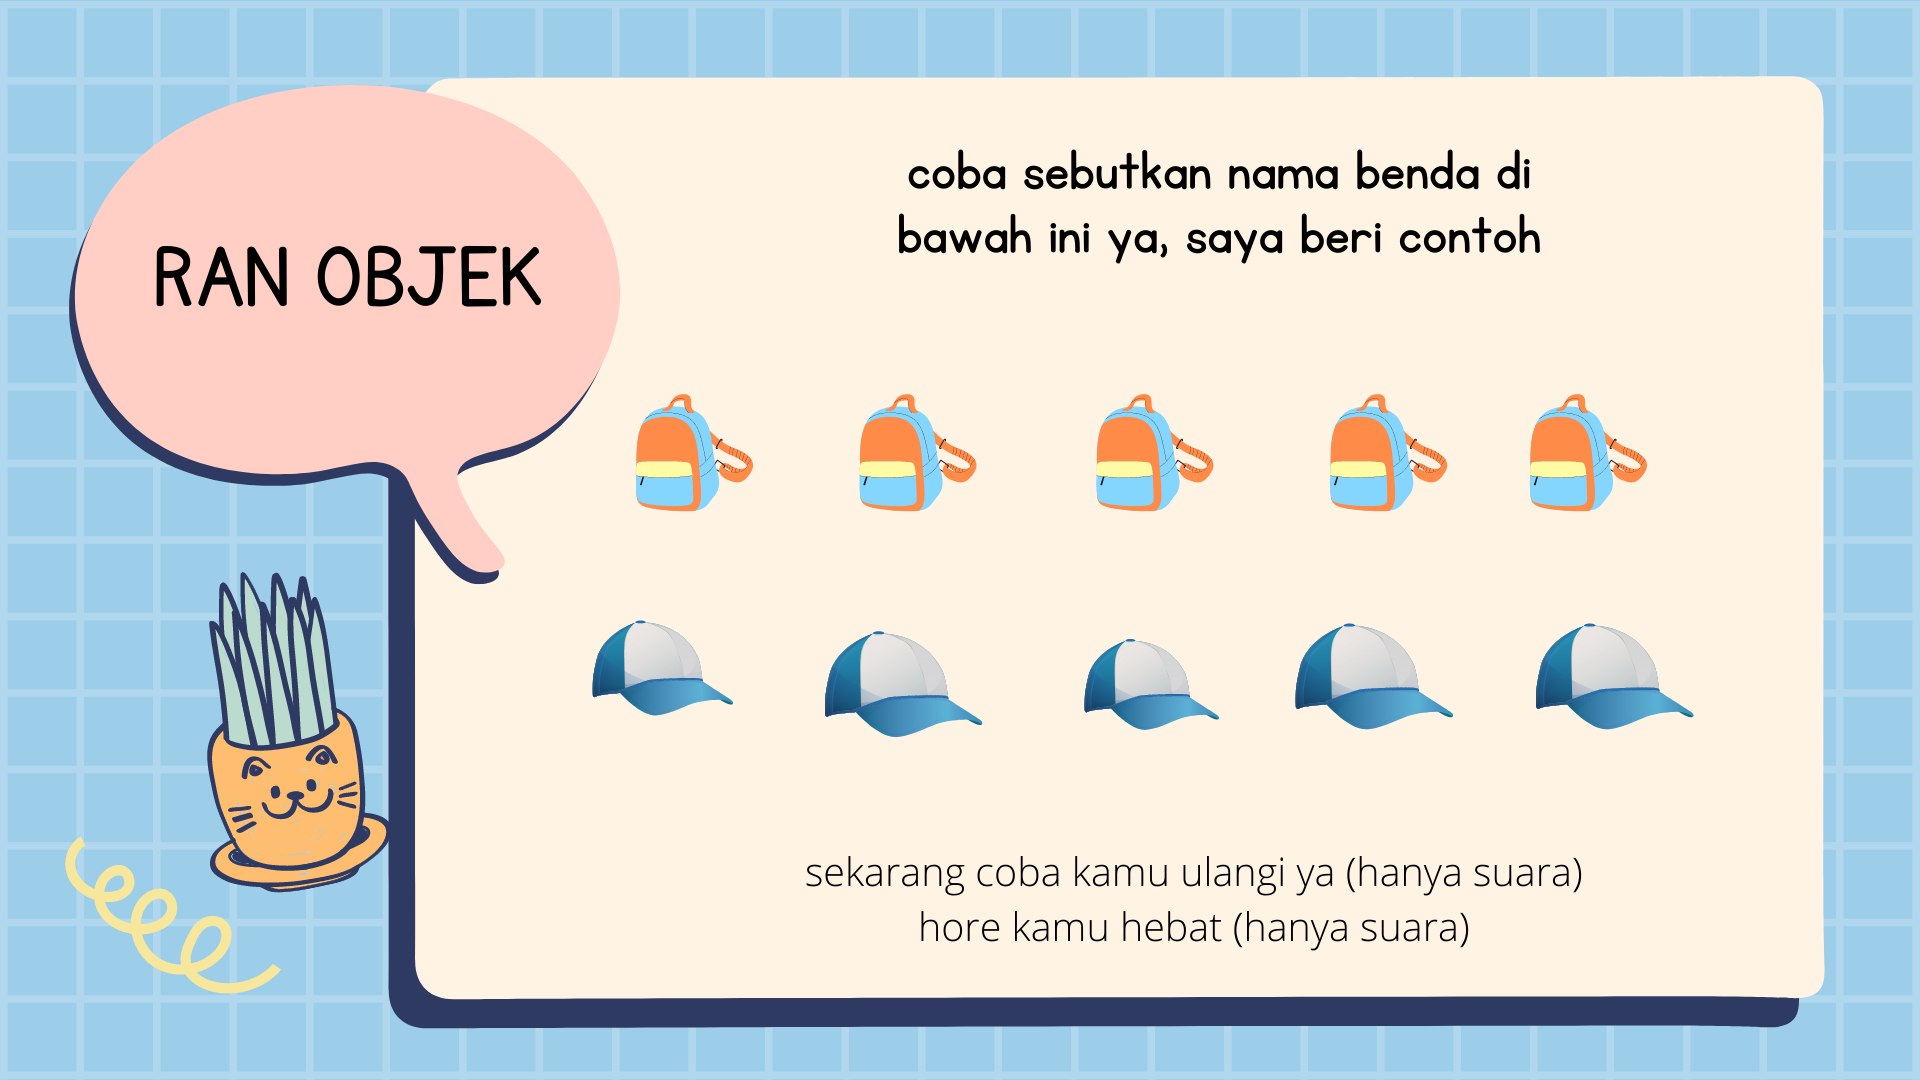 RAN OBJEK
coba sebutkan nama benda di
bawah ini ya, saya beri contoh
sekarang coba kamu ulangi ya (hanya suara)
hore kamu hebat (hanya suara)